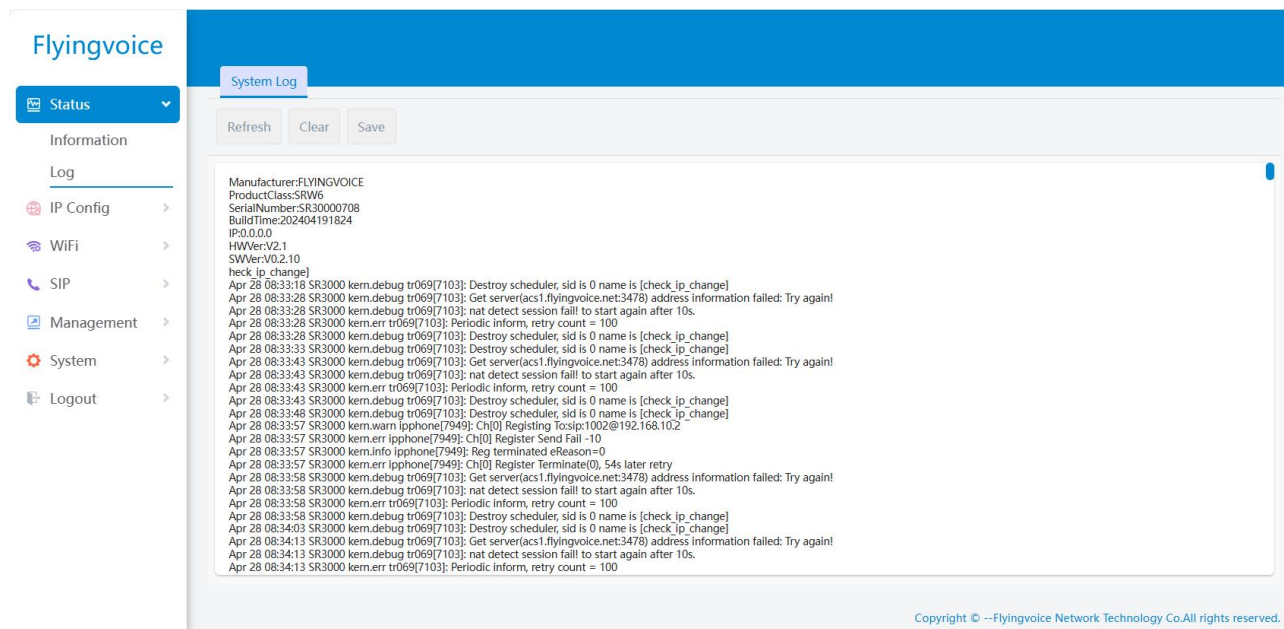 Flyingvoice
Status
Information
Log
IP Config
WiFi
SIP
Management
System
Logout
System Log
Refresh
Clear
Save
Manufacturer:FLYINGVOICE
ProductClass:SRW6
SerialNumber:SR30000708
BuildTime:202404191824
IP:0.0.0.0
HWVer:V2.1
SWVer:V0.2.10
heck_ip_change]
Apr 28 08:33:18 SR3000 kern.debug tr069[7103]: Destroy scheduler, sid is 0 name is [check_ip_change]
Apr 28 08:33:28 SR3000 kern.debug tr069[7103]: Get server(acs1.flyingvoice.net:3478) address information failed: Try again!
Apr 28 08:33:28 SR3000 kern.debug tr069[7103]: nat detect session fail! to start again after 10s.
Apr 28 08:33:28 SR3000 kern.err tr069[7103]: Periodic inform, retry count = 100
Apr 28 08:33:28 SR3000 kern.debug tr069[7103]: Destroy scheduler, sid is 0 name is [check_ip_change]
Apr 28 08:33:33 SR3000 kern.debug tr069[7103]: Destroy scheduler, sid is 0 name is [check_ip_change]
Apr 28 08:33:43 SR3000 kern.debug tr069[7103]: Get server(acs1.flyingvoice.net:3478) address information failed: Try again!
Apr 28 08:33:43 SR3000 kern.debug tr069[7103]: nat detect session fail! to start again after 10s.
Apr 28 08:33:43 SR3000 kern.err tr069[7103]: Periodic inform, retry count = 100
Apr 28 08:33:43 SR3000 kern.debug tr069[7103]: Destroy scheduler, sid is 0 name is [check_ip_change]
Apr 28 08:33:48 SR3000 kern.debug tr069[7103]: Destroy scheduler, sid is 0 name is [check_ip_change]
Apr 28 08:33:57 SR3000 kern.warn ipphone[7949]: Ch[0] Registing To:sip:1002@192.168.10.2
Apr 28 08:33:57 SR3000 kern.err ipphone[7949]: Ch[0] Register Send Fail -10
Apr 28 08:33:57 SR3000 kern.info ipphone[7949]: Reg terminated eReason=0
Apr 28 08:33:57 SR3000 kern.err ipphone[7949]: Ch[0] Register Terminate(0), 54s later retry
Apr 28 08:33:58 SR3000 kern.debug tr069[7103]: Get server(acs1.flyingvoice.net:3478) address information failed: Try again!
Apr 28 08:33:58 SR3000 kern.debug tr069[7103]: nat detect session fail! to start again after 10s.
Apr 28 08:33:58 SR3000 kern.err tr069[7103]: Periodic inform, retry count = 100
Apr 28 08:33:58 SR3000 kern.debug tr069[7103]: Destroy scheduler, sid is 0 name is [check_ip_change]
Apr 28 08:34:03 SR3000 kern.debug tr069[7103]: Destroy scheduler, sid is 0 name is [check_ip_change]
Apr 28 08:34:13 SR3000 kern.debug tr069[7103]: Get server(acs1.flyingvoice.net:3478) address information failed: Try again!
Apr 28 08:34:13 SR3000 kern.debug tr069[7103]: nat detect session fail! to start again after 10s.
Apr 28 08:34:13 SR3000 kern.err tr069[7103]: Periodic inform, retry count = 100
Copyright © --Flyingvoice Network Technology Co.All rights reserved.